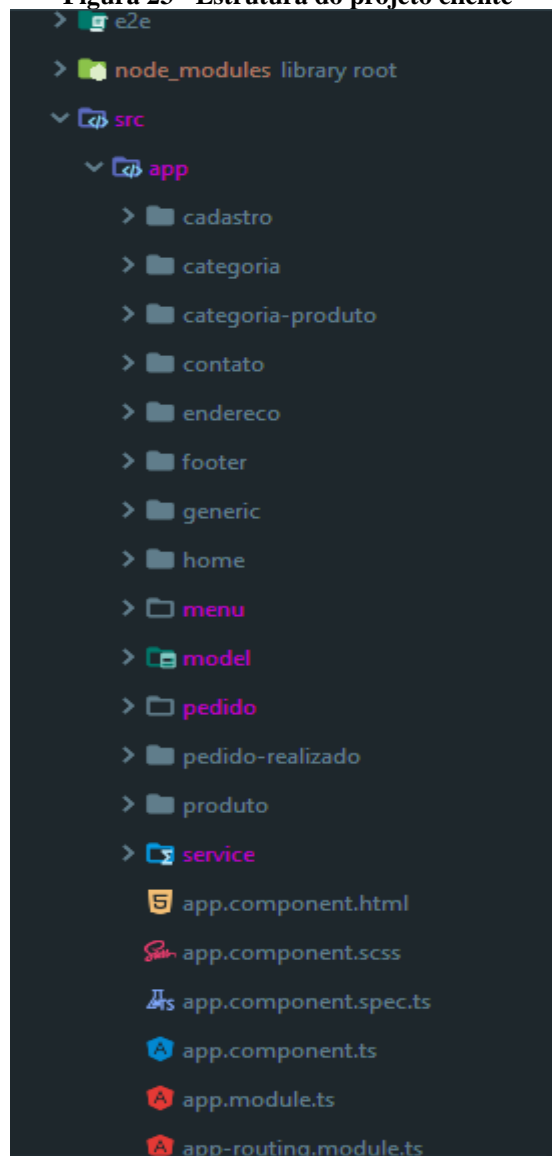 Figura 25 - Estrutura do projeto cliente
e2e
node_modules library root
src
app
cadastro
categoria
categoria-produto
contato
endereco
footer
generic
home
menu
model
pedido
pedido-realizado
produto
service
app.component.html
app.component.scss
app.component.spec.ts
app.component.ts
app.module.ts
app-routing.module.ts